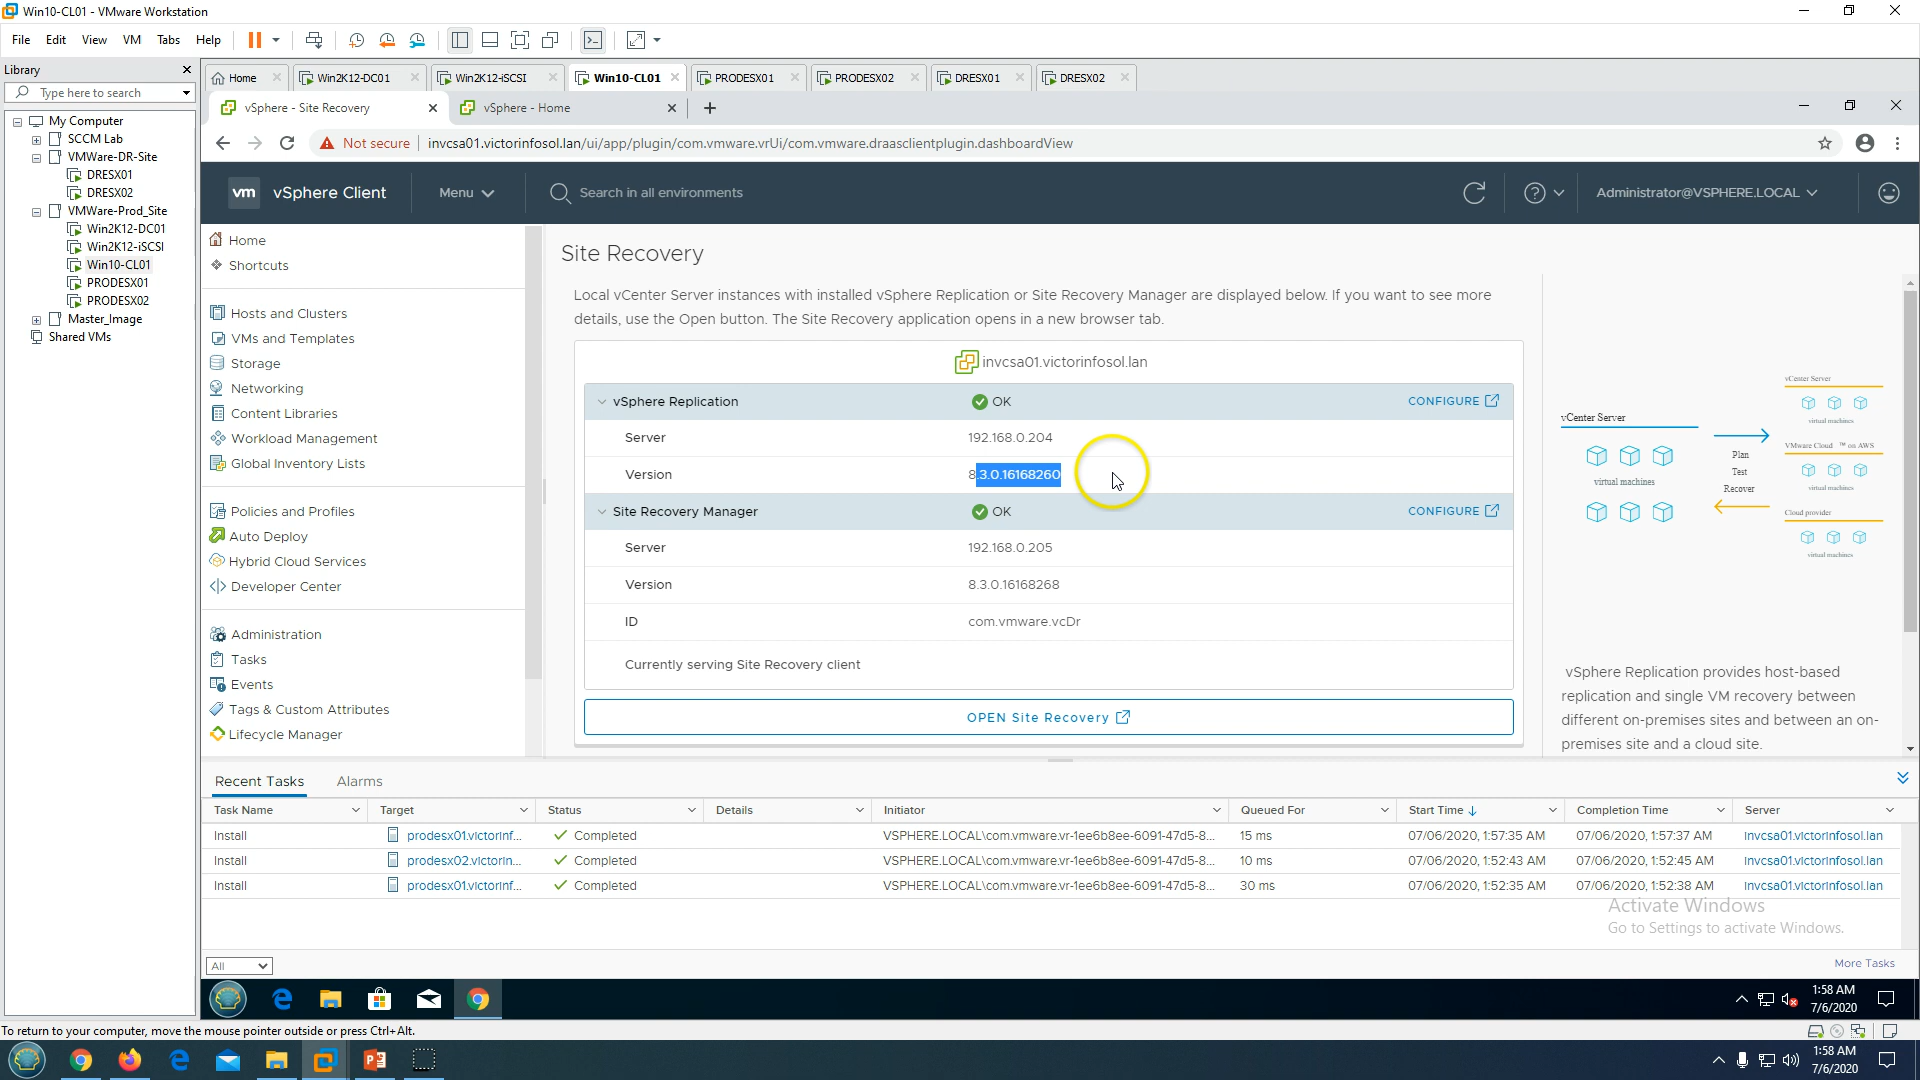 Win10-CL01 - VMware Workstation
File Edit View VM Tabs Help
Library
Type here to search
My Computer
SCCM Lab
VMWare-DR-Site
DRESX01
DRESX02
VMWare-Prod_Site
Win2K12-DC01
Win2K12-iSCSI
Win10-CL01
PRODESX01
PRODESX02
Master_Image
Shared VMs
Home Win2K12-DC01 Win2K12-iSCSI Win10-CL01 PRODESX01 PRODESX02 DRESX01 DRESX02
vSphere - Site Recovery vSphere - Home
Not secure invcsa01.victorinfosol.lan/ui/app/plugin/com.vmware.vrUi/com.vmware.draasclientplugin.dashboardView
vm vSphere Client Menu Search in all environments Administrator@VSPHERE.LOCAL
Home
Shortcuts
Hosts and Clusters
VMs and Templates
Storage
Networking
Content Libraries
Workload Management
Global Inventory Lists
Policies and Profiles
Auto Deploy
Hybrid Cloud Services
Developer Center
Administration
Tasks
Events
Tags & Custom Attributes
Lifecycle Manager
Site Recovery
Local vCenter Server instances with installed vSphere Replication or Site Recovery Manager are displayed below. If you want to see more
details, use the Open button. The Site Recovery application opens in a new browser tab.
invcsa01.victorinfosol.lan
vSphere Replication OK CONFIGURE
Server 192.168.0.204
Version 8.3.0.16168260
Site Recovery Manager OK CONFIGURE
Server 192.168.0.205
Version 8.3.0.16168268
ID com.vmware.vcDr
Currently serving Site Recovery client
OPEN Site Recovery
vCenter Server
virtual machines
Plan
Test
Recover
vCenter Server
virtual machines
VMware Cloud ™ on AWS
virtual machines
Cloud provider
virtual machines
vSphere Replication provides host-based
replication and single VM recovery between
different on-premises sites and between an on-
premises site and a cloud site.
Recent Tasks Alarms
Task Name Target Status Details Initiator Queued For Start Time Completion Time Server
Install prodesx01.victorinf... Completed VSPHERE.LOCAL\com.vmware.vr-1ee6b8ee-6091-47d5-8... 15 ms 07/06/2020, 1:57:35 AM 07/06/2020, 1:57:37 AM invcsa01.victorinfosol.lan
Install prodesx02.victorin... Completed VSPHERE.LOCAL\com.vmware.vr-1ee6b8ee-6091-47d5-8... 10 ms 07/06/2020, 1:52:43 AM 07/06/2020, 1:52:45 AM invcsa01.victorinfosol.lan
Install prodesx01.victorinf... Completed VSPHERE.LOCAL\com.vmware.vr-1ee6b8ee-6091-47d5-8... 30 ms 07/06/2020, 1:52:35 AM 07/06/2020, 1:52:38 AM invcsa01.victorinfosol.lan
Activate Windows
Go to Settings to activate Windows.
All More Tasks
1:58 AM
7/6/2020
To return to your computer, move the mouse pointer outside or press Ctrl+Alt.
1:58 AM
7/6/2020